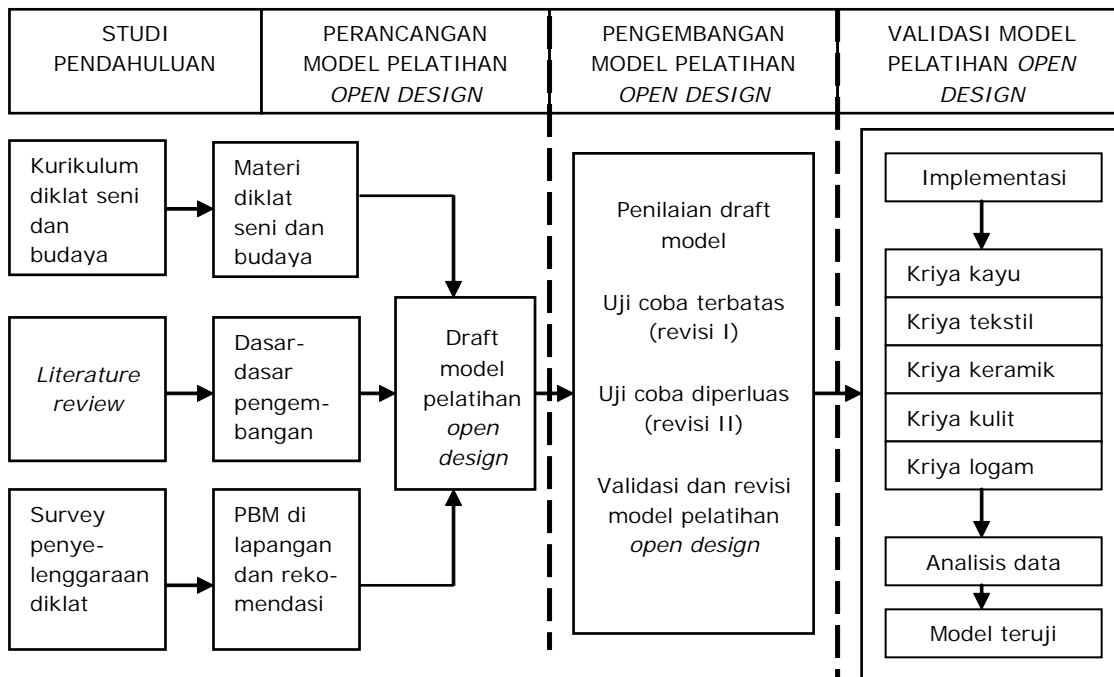 STUDI
PENDAHULUAN
PERANCANGAN
MODEL PELATIHAN
OPEN DESIGN
PENGEMBANGAN
MODEL PELATIHAN
OPEN DESIGN
VALIDASI MODEL
PELATIHAN OPEN
DESIGN
Kurikulum
diklat seni
dan
budaya
Materi
diklat
seni dan
budaya
Literature
review
Dasar-
dasar
pengem-
bangan
Survey
penye-
lenggaraan
diklat
PBM di
lapangan
dan reko-
mendasi
Draft
model
pelatihan
open
design
Penilaian draft
model
Uji coba terbatas
(revisi I)
Uji coba diperluas
(revisi II)
Validasi dan revisi
model pelatihan
open design
Implementasi
Kriya kayu
Kriya tekstil
Kriya keramik
Kriya kulit
Kriya logam
Analisis data
Model teruji